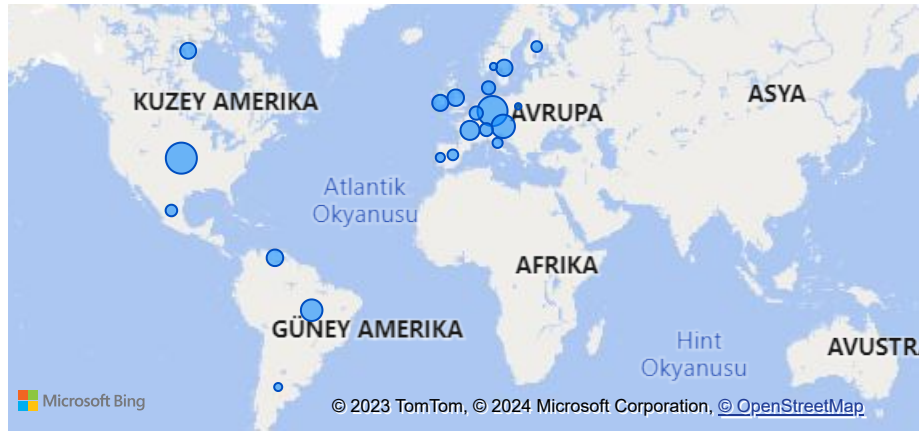 KUZEY AMERIKA
AVRUPA
ASYA
Atlantik
Okyanusu
AFRIKA
GÜNEY AMERIKA
Hint
Okyanusu
AVUSTR
Microsoft Bing
© 2023 TomTom, © 2024 Microsoft Corporation, © OpenStreetMap